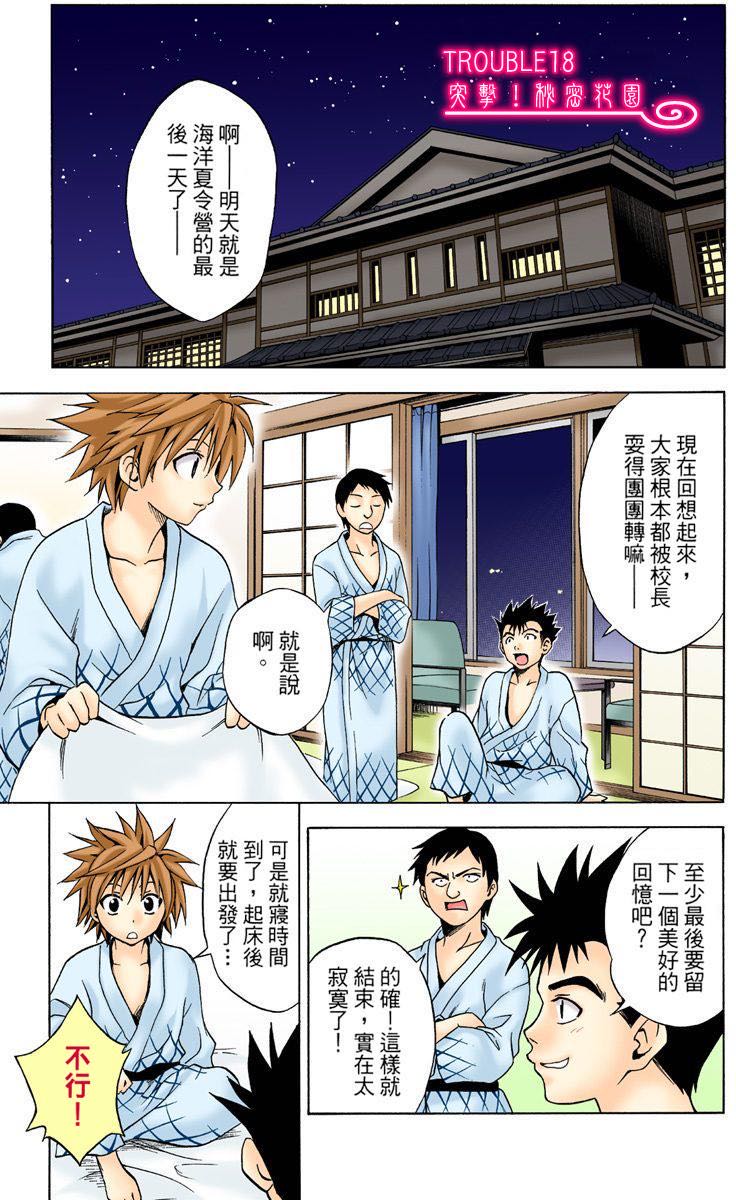 TROUBLE18
突擊！秘密花園
啊——明天就是
海洋夏令營的最
後一天了——
現在回想起來，
大家根本都被校長
耍得團團轉嘛——
就是說
啊。
至少最後要留
下一個美好的
回憶吧？
的確！這樣就
結束，實在太
寂寞了！
可是就寢時間
到了，起床後
就要出發了…
不行！